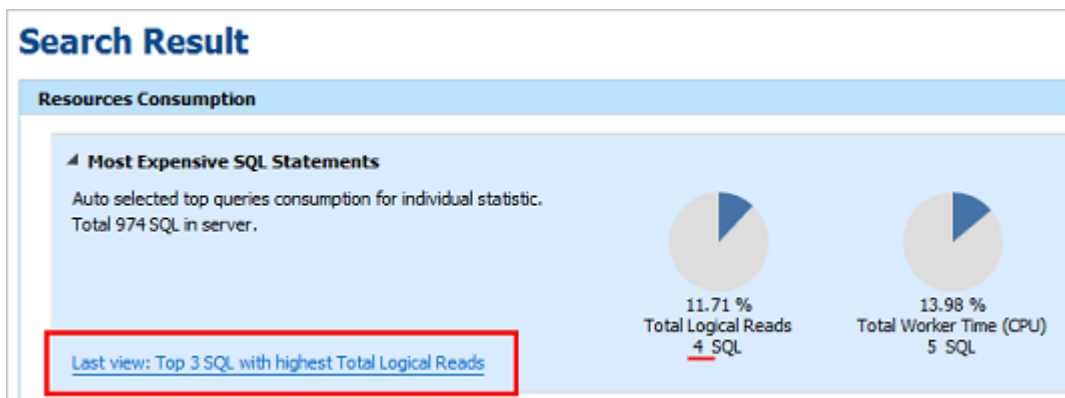 Search Result
Resources Consumption
Most Expensive SQL Statements
Auto selected top queries consumption for individual statistic.
Total 974 SQL in server.
11.71 %
Total Logical Reads
4 SQL
13.98 %
Total Worker Time (CPU)
5 SQL
Last view: Top 3 SQL with highest Total Logical Reads